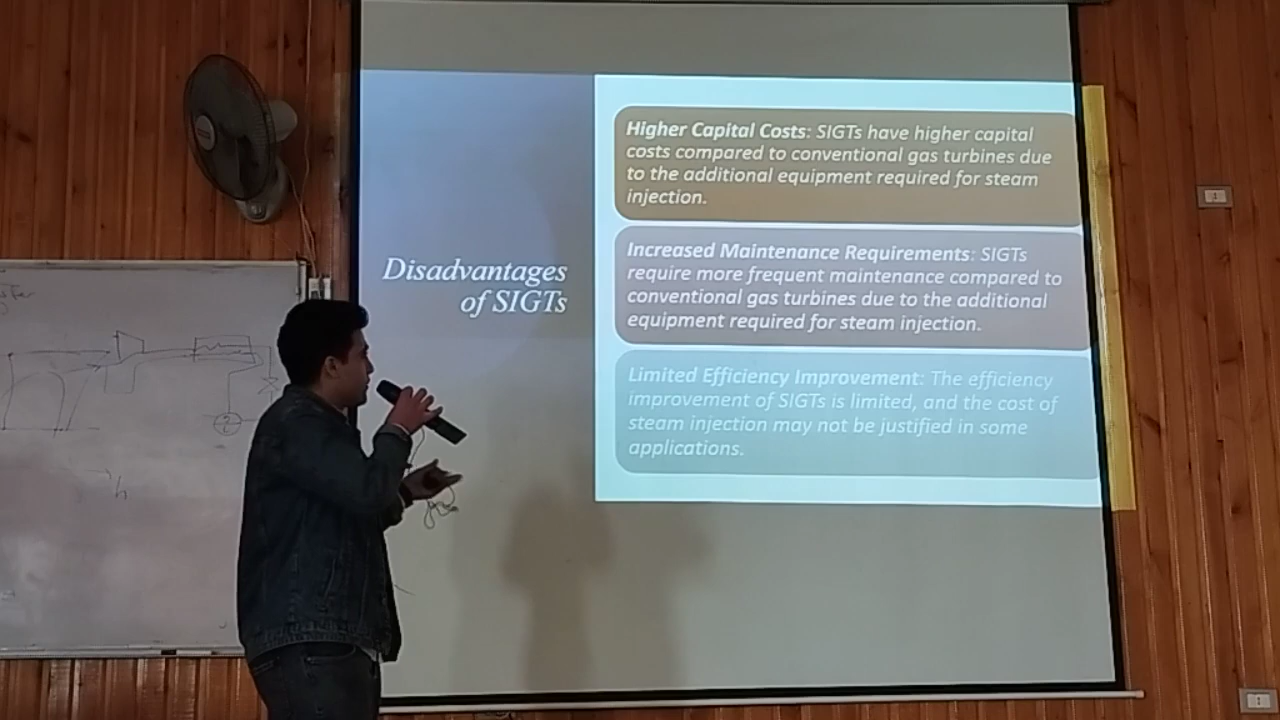 Disadvantages
of SIGTs
Higher Capital Costs: SIGTs have higher capital
costs compared to conventional gas turbines due
to the additional equipment required for steam
injection.
Increased Maintenance Requirements: SIGTs
require more frequent maintenance compared to
conventional gas turbines due to the additional
equipment required for steam injection.
Limited Efficiency Improvement: The efficiency
improvement of SIGTs is limited, and the cost of
steam injection may not be justified in some
applications.
h